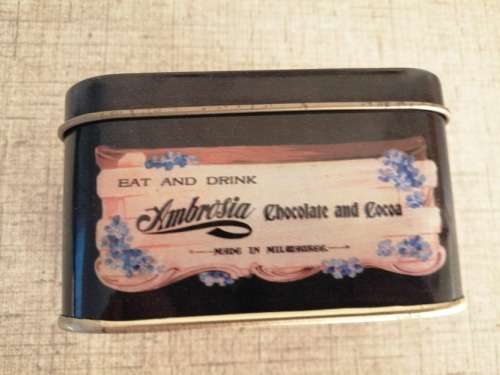 EAT AND DRINK
Ambrosia Chocolate and Cocoa
MADE IN MILWAUKEE